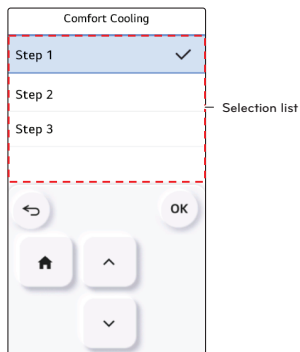 Comfort Cooling
Step 1
Step 2
Selection list
Step 3
OK